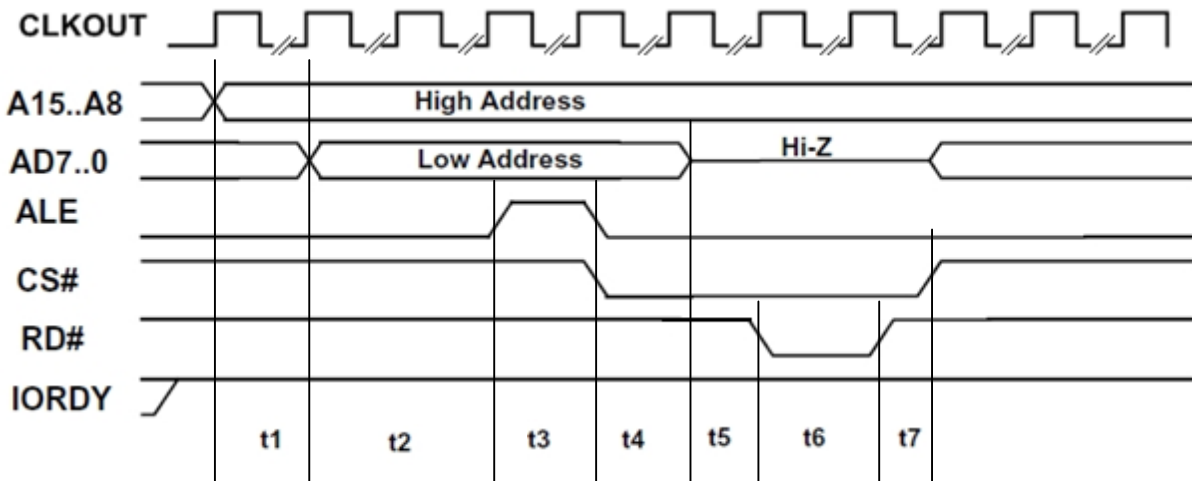 CLKOUT
A15..A8 High Address
AD7..0 Low Address Hi-Z
ALE
CS#
RD#
IORDY
t1 t2 t3 t4 t5 t6 t7